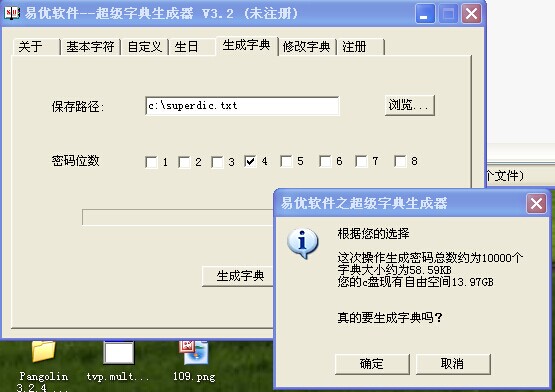 易优软件--超级字典生成器 V3.2 (未注册)
关于 基本字符 自定义 生日 生成字典 修改字典 注册
保存路径: c:\superdic.txt 浏览...
密码位数 1 2 3 4 5 6 7 8
个文件)
生成字典
易优软件之超级字典生成器
根据您的选择
这次操作生成密码总数约为10000个
字典大小约为58.59KB
您的c盘现有自由空间13.97GB
真的要生成字典吗?
确定 取消
Pangolin
3.2.4 ...
tvp.mult...
109.png